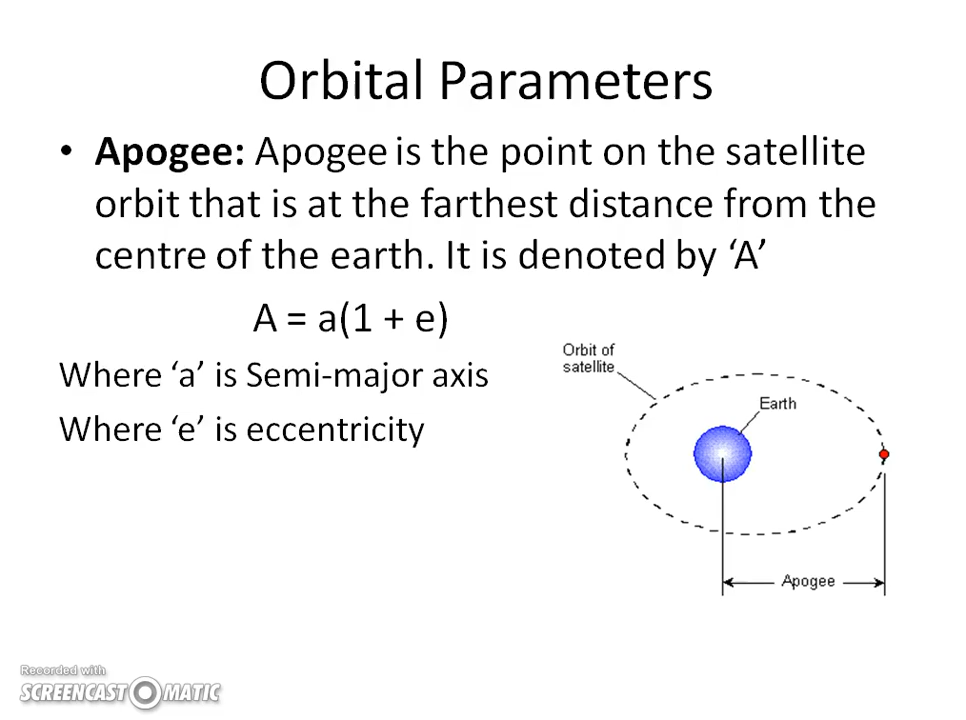 Orbital Parameters
• Apogee: Apogee is the point on the satellite
orbit that is at the farthest distance from the
centre of the earth. It is denoted by ‘A’
A = a(1 + e)
Where ‘a’ is Semi-major axis
Where ‘e’ is eccentricity
Orbit of
satellite
Earth
Apogee
Recorded with
SCREENCAST MATIC